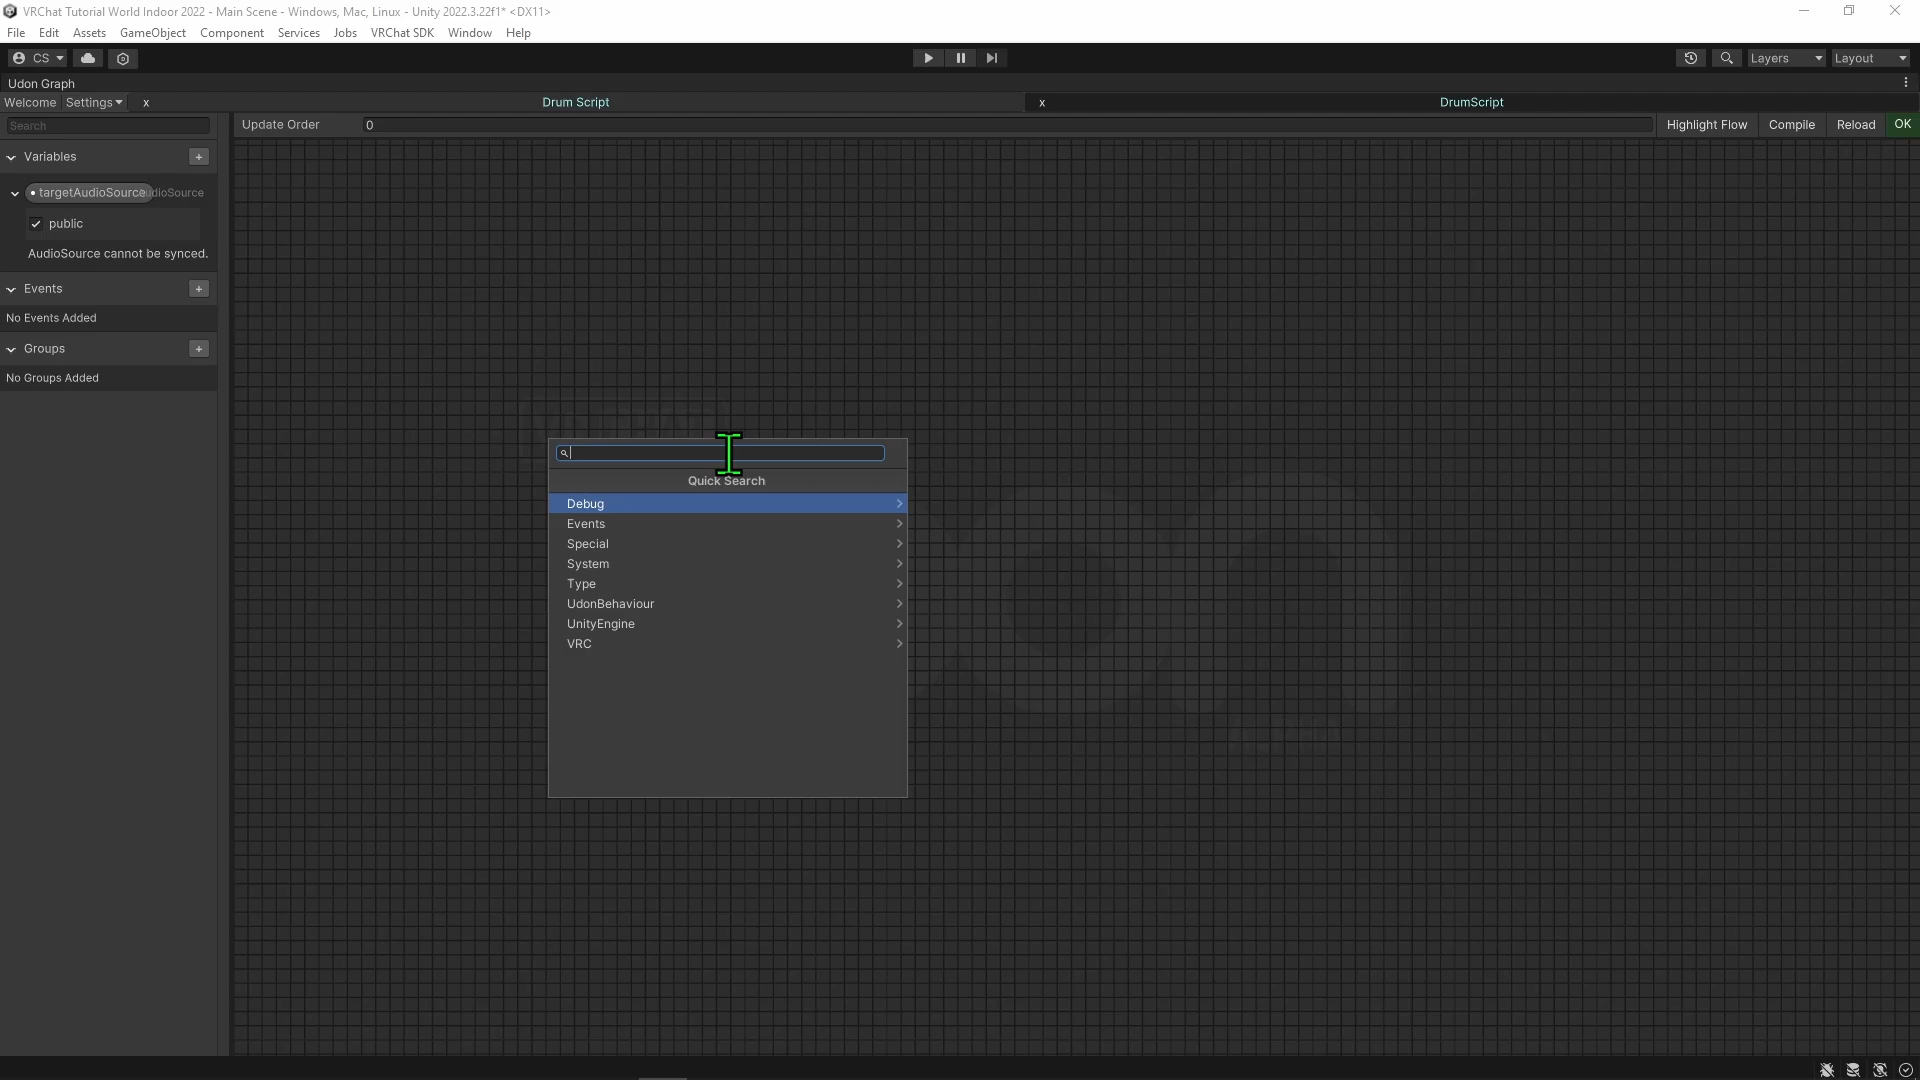 VRChat Tutorial World Indoor 2022 - Main Scene - Windows, Mac, Linux - Unity 2022.3.22f1* <DX11>
File Edit Assets GameObject Component Services Jobs VRChat SDK Window Help
CS Layers Layout
Udon Graph
Welcome Settings x Drum Script x DrumScript
Search Update Order 0 Highlight Flow Compile Reload OK
Variables +
targetAudioSource
public
AudioSource cannot be synced.
Events +
No Events Added
Groups +
No Groups Added
Quick Search
Debug
Events
Special
System
Type
UdonBehaviour
UnityEngine
VRC